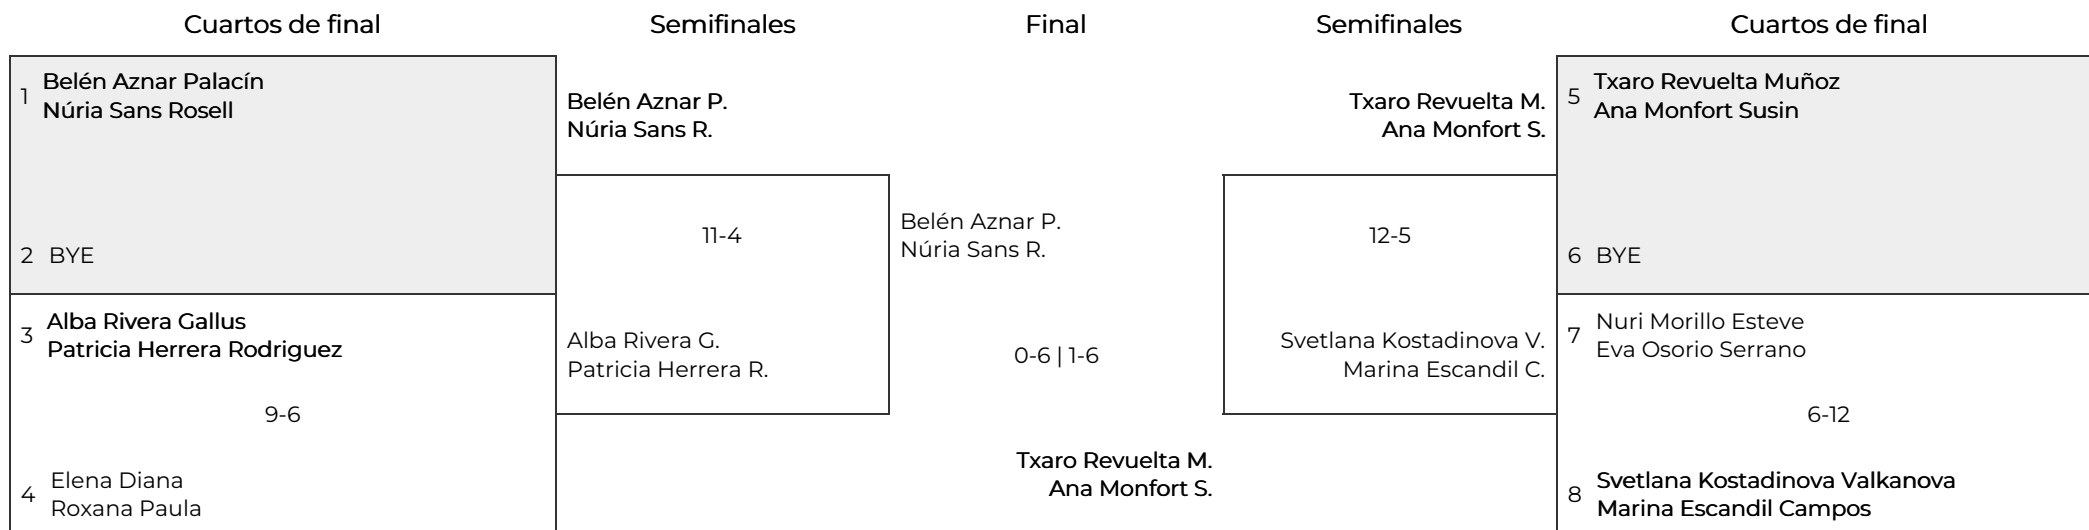 Cuartos de final
Semifinales
Final
Semifinales
Cuartos de final
1
Belén Aznar Palacín
Núria Sans Rosell
2 BYE
3
Alba Rivera Gallus
Patricia Herrera Rodriguez
9-6
4
Elena Diana
Roxana Paula
Belén Aznar P.
Núria Sans R.
11-4
Alba Rivera G.
Patricia Herrera R.
Belén Aznar P.
Núria Sans R.
0-6 | 1-6
Txaro Revuelta M.
Ana Monfort S.
Txaro Revuelta M.
Ana Monfort S.
12-5
Svetlana Kostadinova V.
Marina Escandil C.
5
Txaro Revuelta Muñoz
Ana Monfort Susin
6 BYE
7
Nuri Morillo Esteve
Eva Osorio Serrano
6-12
8
Svetlana Kostadinova Valkanova
Marina Escandil Campos